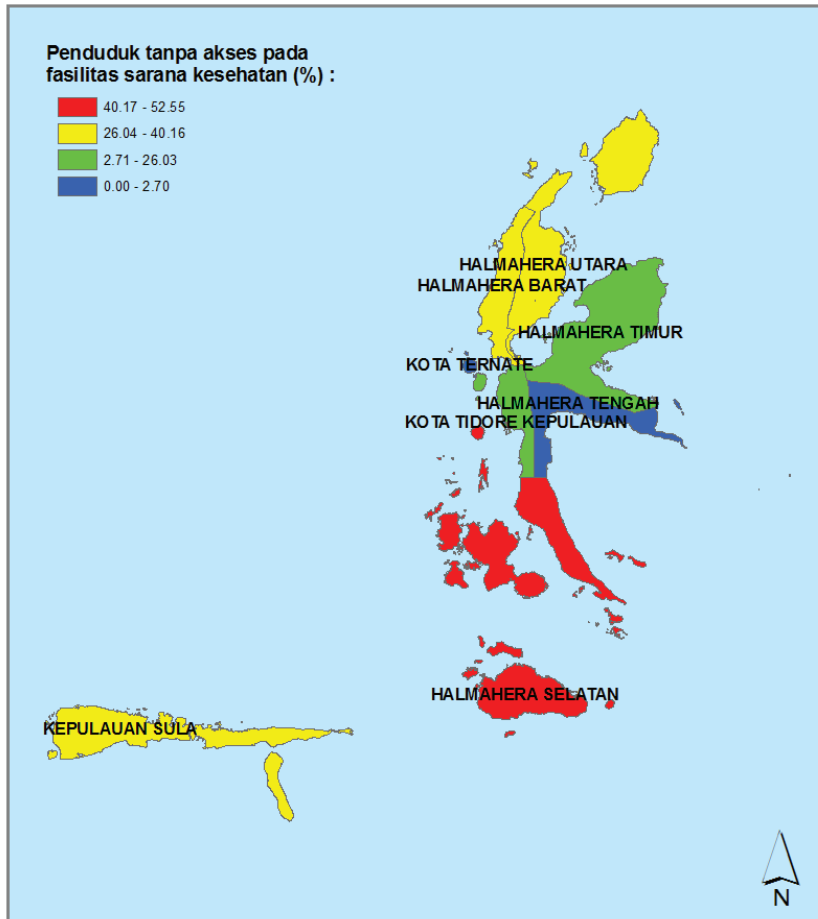 Penduduk tanpa akses pada
fasilitas sarana kesehatan (%) :
40.17 - 52.55
26.04 - 40.16
2.71 - 26.03
0.00 - 2.70
HALMAHERA UTARA
HALMAHERA BARAT
HALMAHERA TIMUR
KOTA TERNATE
HALMAHERA TENGAH
KOTA TIDORE KEPULAUAN
HALMAHERA SELATAN
KEPULAUAN SULA
N